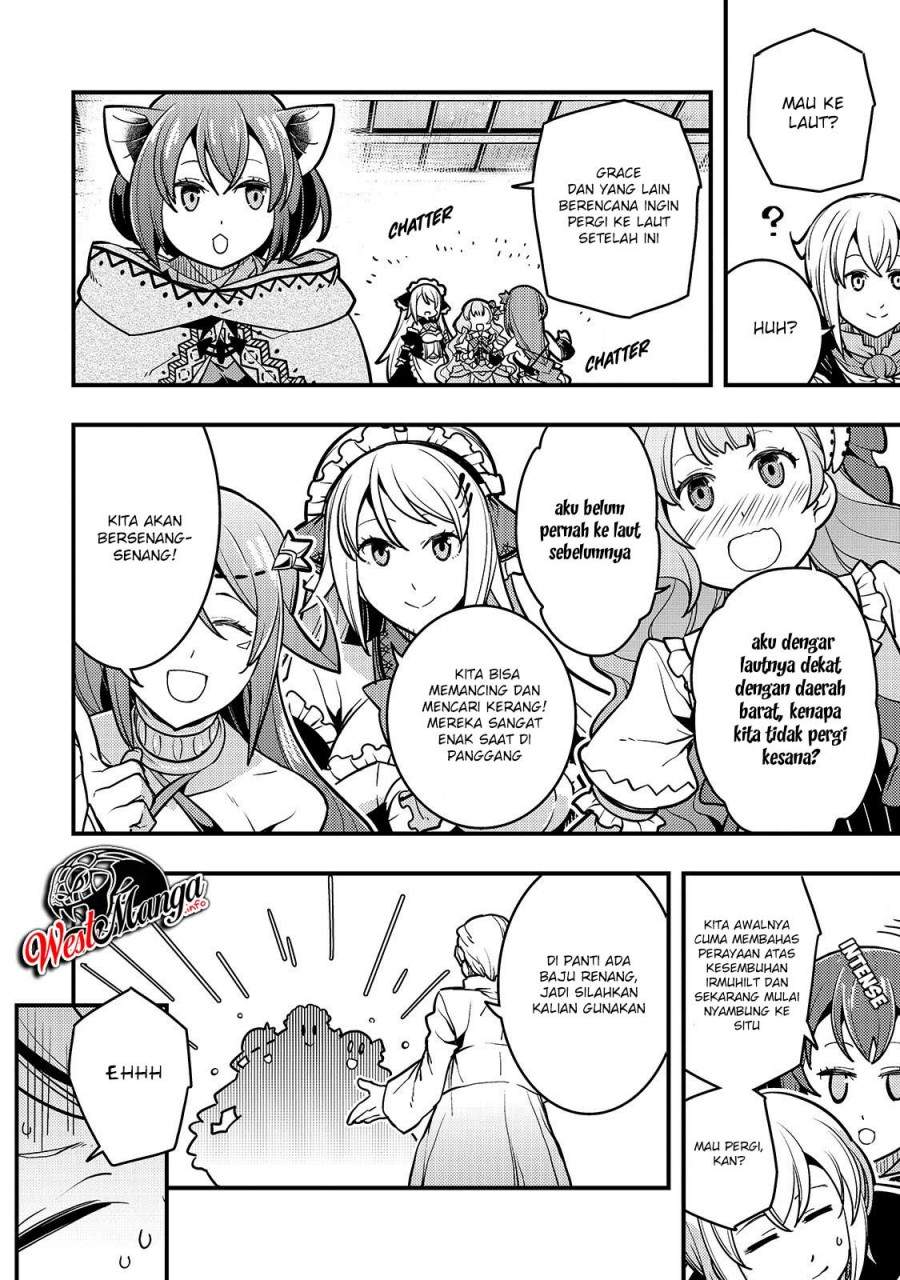 MAU KE
LAUT?
?
HUH?
GRACE
DAN YANG LAIN
BERENCANA INGIN
PERGI KE LAUT
SETELAH INI
CHATTER
CHATTER
aku belum
pernah ke laut
sebelumnya
aku dengar
lautnya dekat
dengan daerah
barat, kenapa
kita tidak pergi
kesana?
KITA BISA
MEMANCING DAN
MENCARI KERANG!
MEREKA SANGAT
ENAK SAAT DI
PANGGANG
KITA AKAN
BERSENANG-
SENANG!
KITA AWALNYA
CUMA MEMBAHAS
PERAYAAN ATAS
KESEMBUHAN
IRMUHILT DAN
SEKARANG MULAI
NYAMBUNG KE
SITU
INTENSE
MAU PERGI,
KAN?
DI PANTI ADA
BAJU RENANG,
JADI SILAHKAN
KALIAN GUNAKAN
EHHH
WestManga
.info